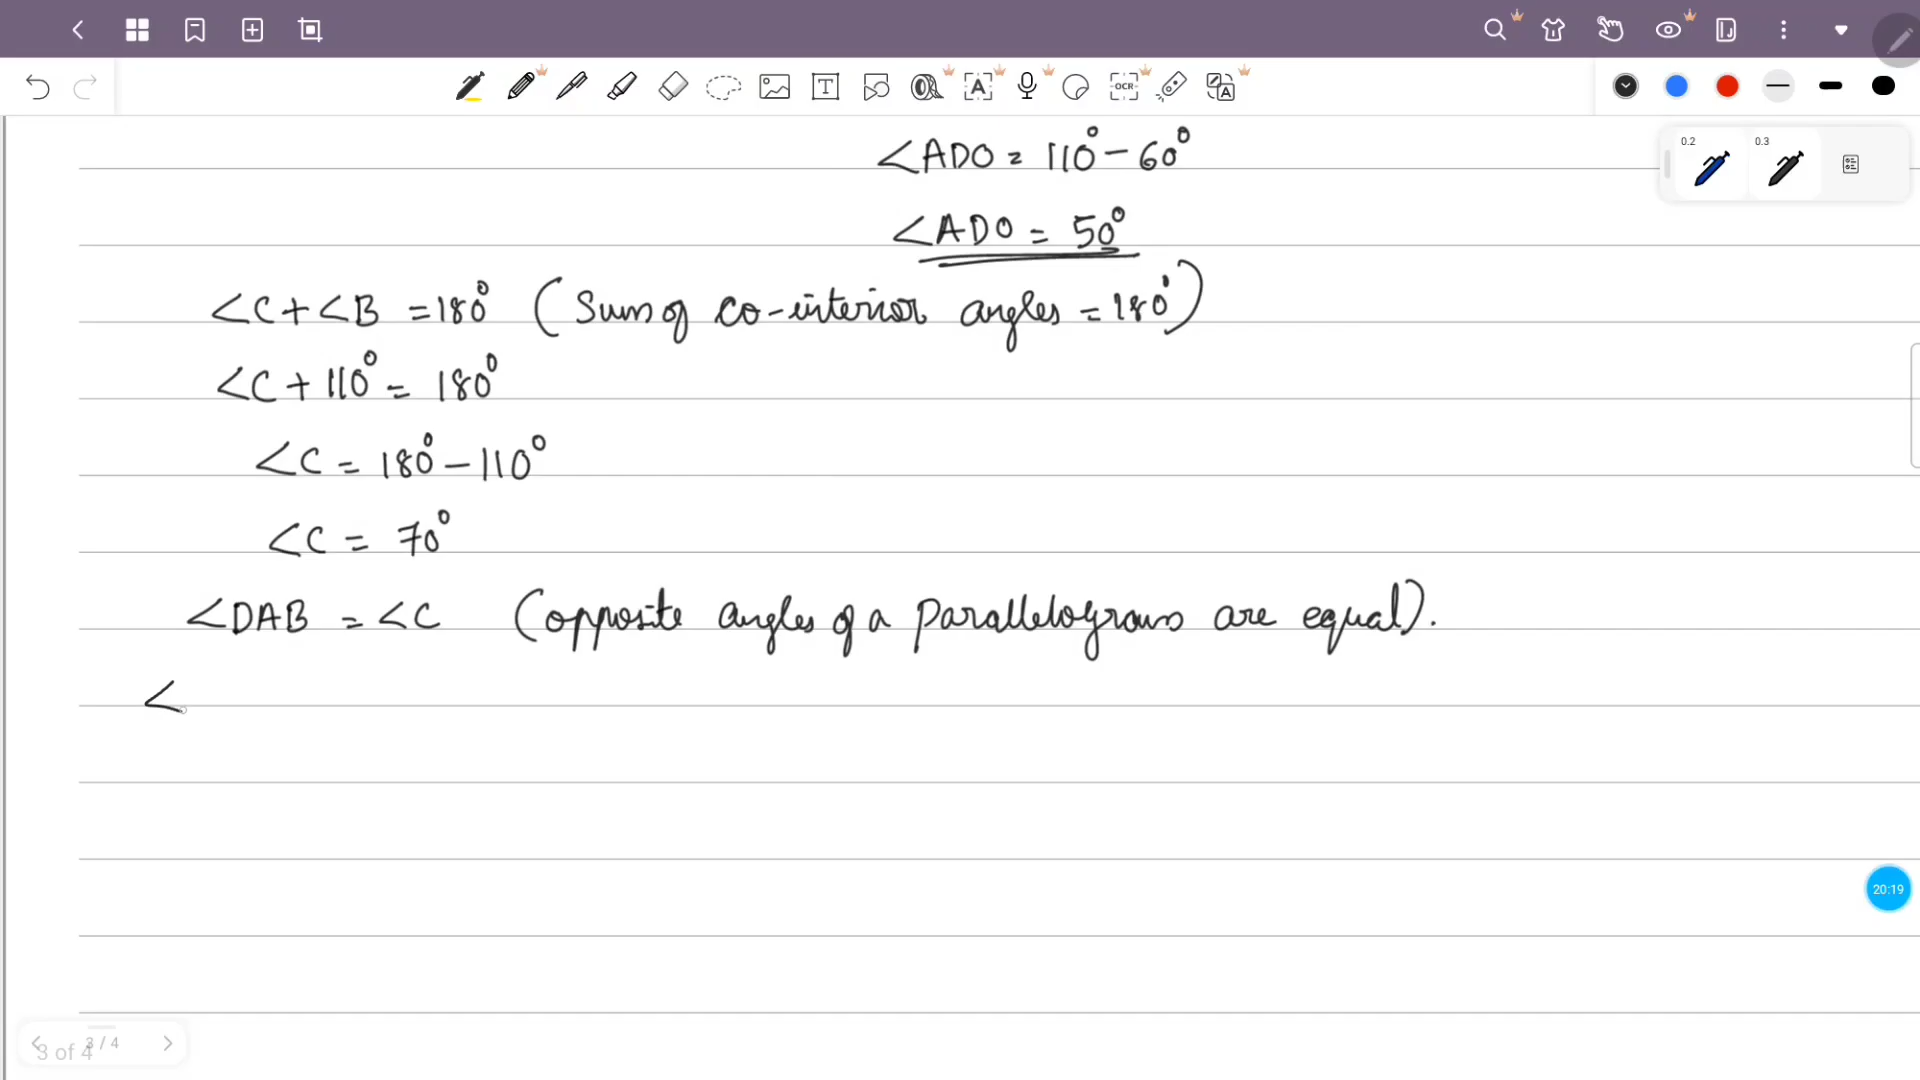 0.2 0.3
∠ADO = 110° - 60°
∠ADO = 50°
∠C + ∠B = 180° (Sum of co-interior angles = 180°)
∠C + 110° = 180°
∠C = 180° - 110°
∠C = 70°
∠DAB = ∠C (opposite angles of a parallelogram are equal).
∠
20:19
3 / 4
3 of 4